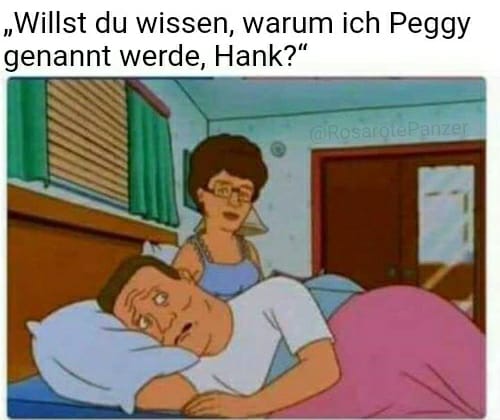 „Willst du wissen, warum ich Peggy
genannt werde, Hank?“
@RosarotePanzer